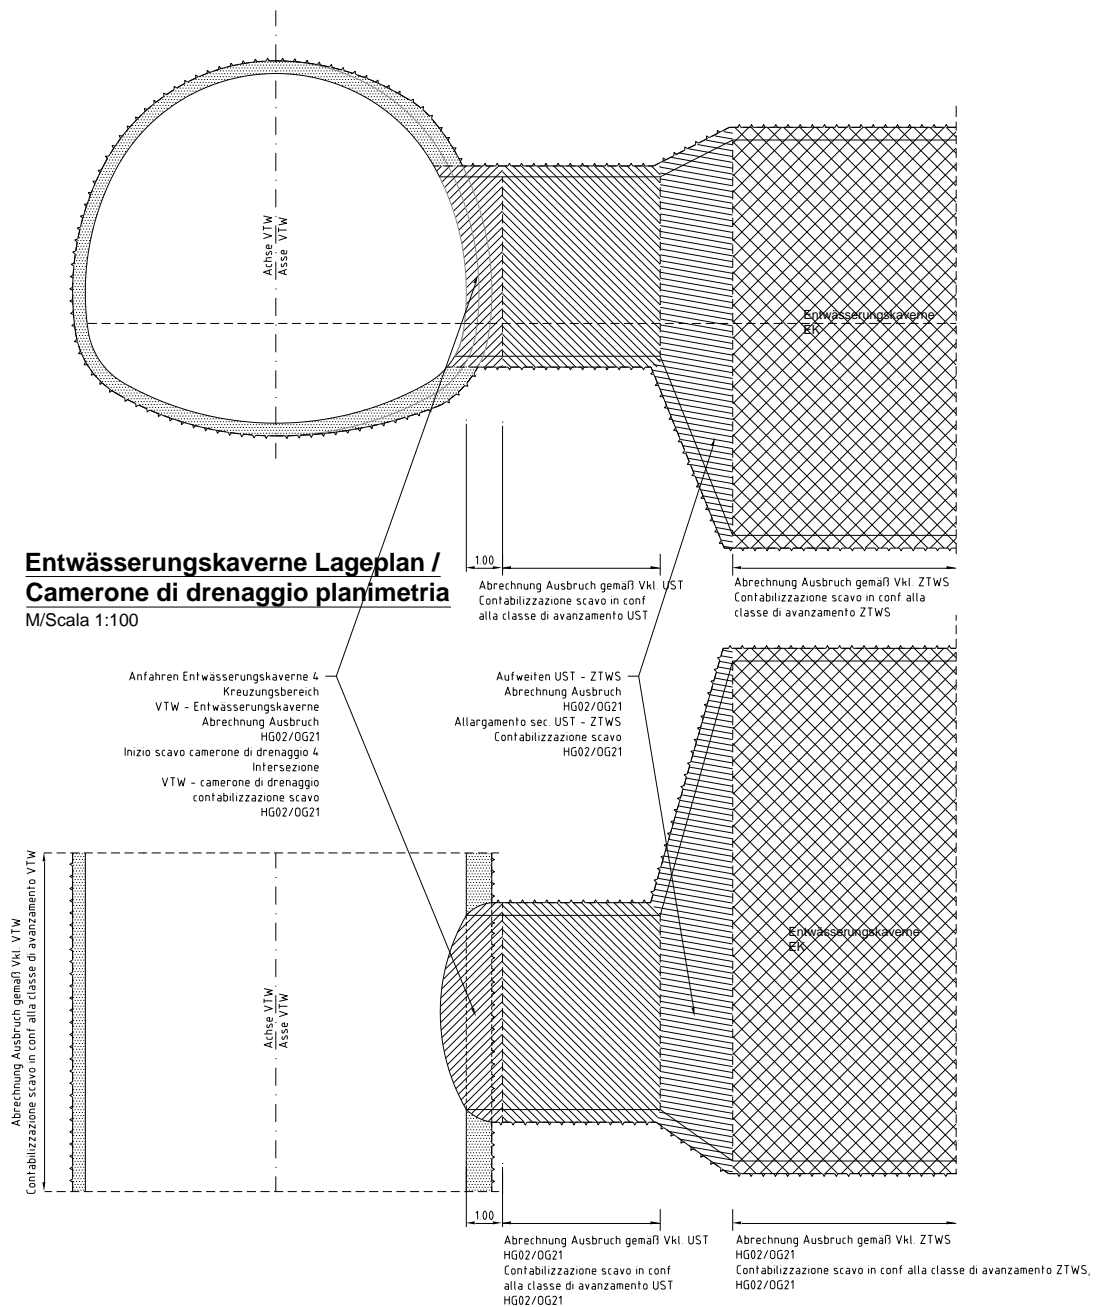 Achse VTW
Asse VTW
Entwässerungskaverne
EK
1.00
Abrechnung Ausbruch gemäß Vkl. UST
Contabilizzazione scavo in conf
alla classe di avanzamento UST
Abrechnung Ausbruch gemäß Vkl. ZTWS
Contabilizzazione scavo in conf alla
classe di avanzamento ZTWS
Entwässerungskaverne Lageplan /
Camerone di drenaggio planimetria
M/Scala 1:100
Anfahren Entwässerungskaverne 4
Kreuzungsbereich
VTW - Entwässerungskaverne
Abrechnung Ausbruch
HG02/OG21
Inizio scavo camerone di drenaggio 4
Intersezione
VTW - camerone di drenaggio
contabilizzazione scavo
HG02/OG21
Aufweiten UST - ZTWS
Abrechnung Ausbruch
HG02/OG21
Allargamento sec. UST - ZTWS
Contabilizzazione scavo
HG02/OG21
Abrechnung Ausbruch gemäß Vkl. VTW
Contabilizzazione scavo in conf alla classe di avanzamento VTW
Achse VTW
Asse VTW
Entwässerungskaverne
EK
1.00
Abrechnung Ausbruch gemäß Vkl. UST
HG02/OG21
Contabilizzazione scavo in conf
alla classe di avanzamento UST
HG02/OG21
Abrechnung Ausbruch gemäß Vkl. ZTWS
HG02/OG21
Contabilizzazione scavo in conf alla classe di avanzamento ZTWS,
HG02/OG21